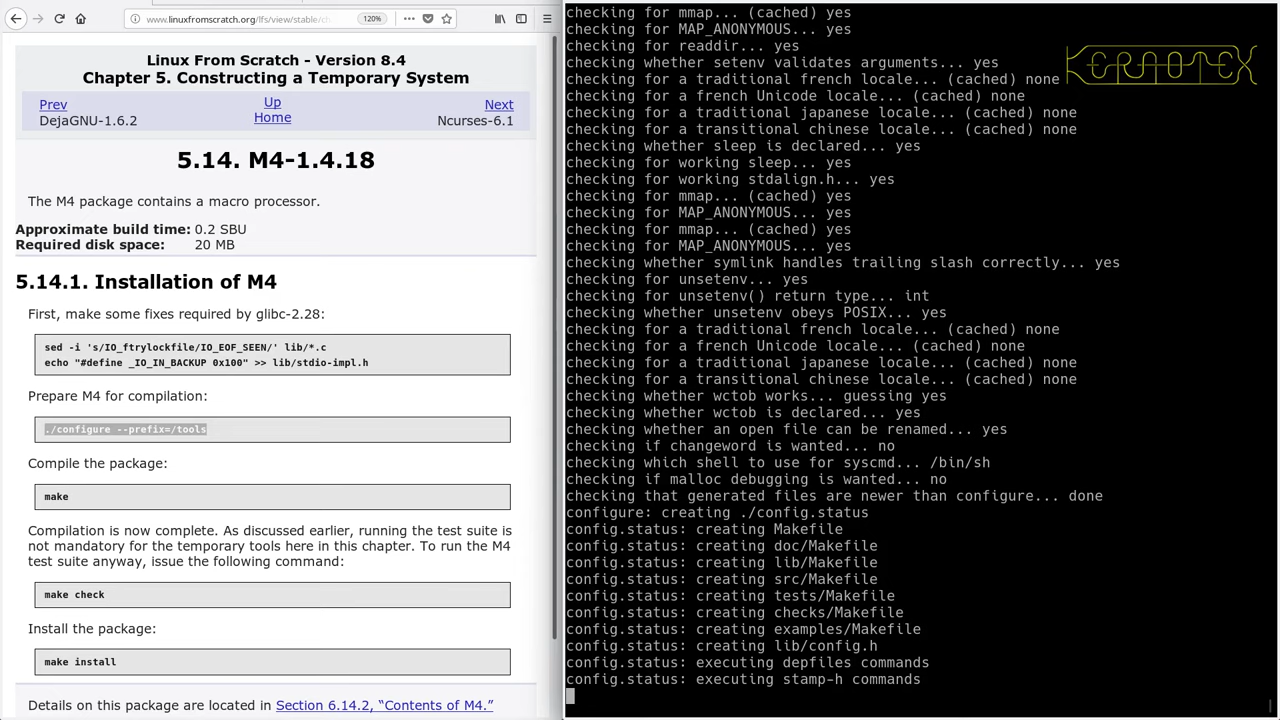 www.linuxfromscratch.org/lfs/view/stable/ch
120%
Linux From Scratch - Version 8.4
Chapter 5. Constructing a Temporary System
Prev
Up
Next
DejaGNU-1.6.2
Home
Ncurses-6.1
5.14. M4-1.4.18
The M4 package contains a macro processor.
Approximate build time: 0.2 SBU
Required disk space: 20 MB
5.14.1. Installation of M4
First, make some fixes required by glibc-2.28:
sed -i 's/IO_ftrylockfile/IO_EOF_SEEN/' lib/*.c
echo "#define _IO_IN_BACKUP 0x100" >> lib/stdio-impl.h
Prepare M4 for compilation:
./configure --prefix=/tools
Compile the package:
make
Compilation is now complete. As discussed earlier, running the test suite is
not mandatory for the temporary tools here in this chapter. To run the M4
test suite anyway, issue the following command:
make check
Install the package:
make install
Details on this package are located in Section 6.14.2, “Contents of M4.”
checking for mmap... (cached) yes
checking for MAP_ANONYMOUS... yes
checking for readdir... yes
checking whether setenv validates arguments... yes
checking for a traditional french locale... (cached) none
checking for a french Unicode locale... (cached) none
checking for a traditional japanese locale... (cached) none
checking for a transitional chinese locale... (cached) none
checking whether sleep is declared... yes
checking for working sleep... yes
checking for working stdalign.h... yes
checking for mmap... (cached) yes
checking for MAP_ANONYMOUS... yes
checking for mmap... (cached) yes
checking for MAP_ANONYMOUS... yes
checking whether symlink handles trailing slash correctly... yes
checking for unsetenv... yes
checking for unsetenv() return type... int
checking whether unsetenv obeys POSIX... yes
checking for a traditional french locale... (cached) none
checking for a french Unicode locale... (cached) none
checking for a traditional japanese locale... (cached) none
checking for a transitional chinese locale... (cached) none
checking whether wctob works... guessing yes
checking whether wctob is declared... yes
checking whether an open file can be renamed... yes
checking if changeword is wanted... no
checking which shell to use for syscmd... /bin/sh
checking if malloc debugging is wanted... no
checking that generated files are newer than configure... done
configure: creating ./config.status
config.status: creating Makefile
config.status: creating doc/Makefile
config.status: creating lib/Makefile
config.status: creating src/Makefile
config.status: creating tests/Makefile
config.status: creating checks/Makefile
config.status: creating examples/Makefile
config.status: creating lib/config.h
config.status: executing depfiles commands
config.status: executing stamp-h commands